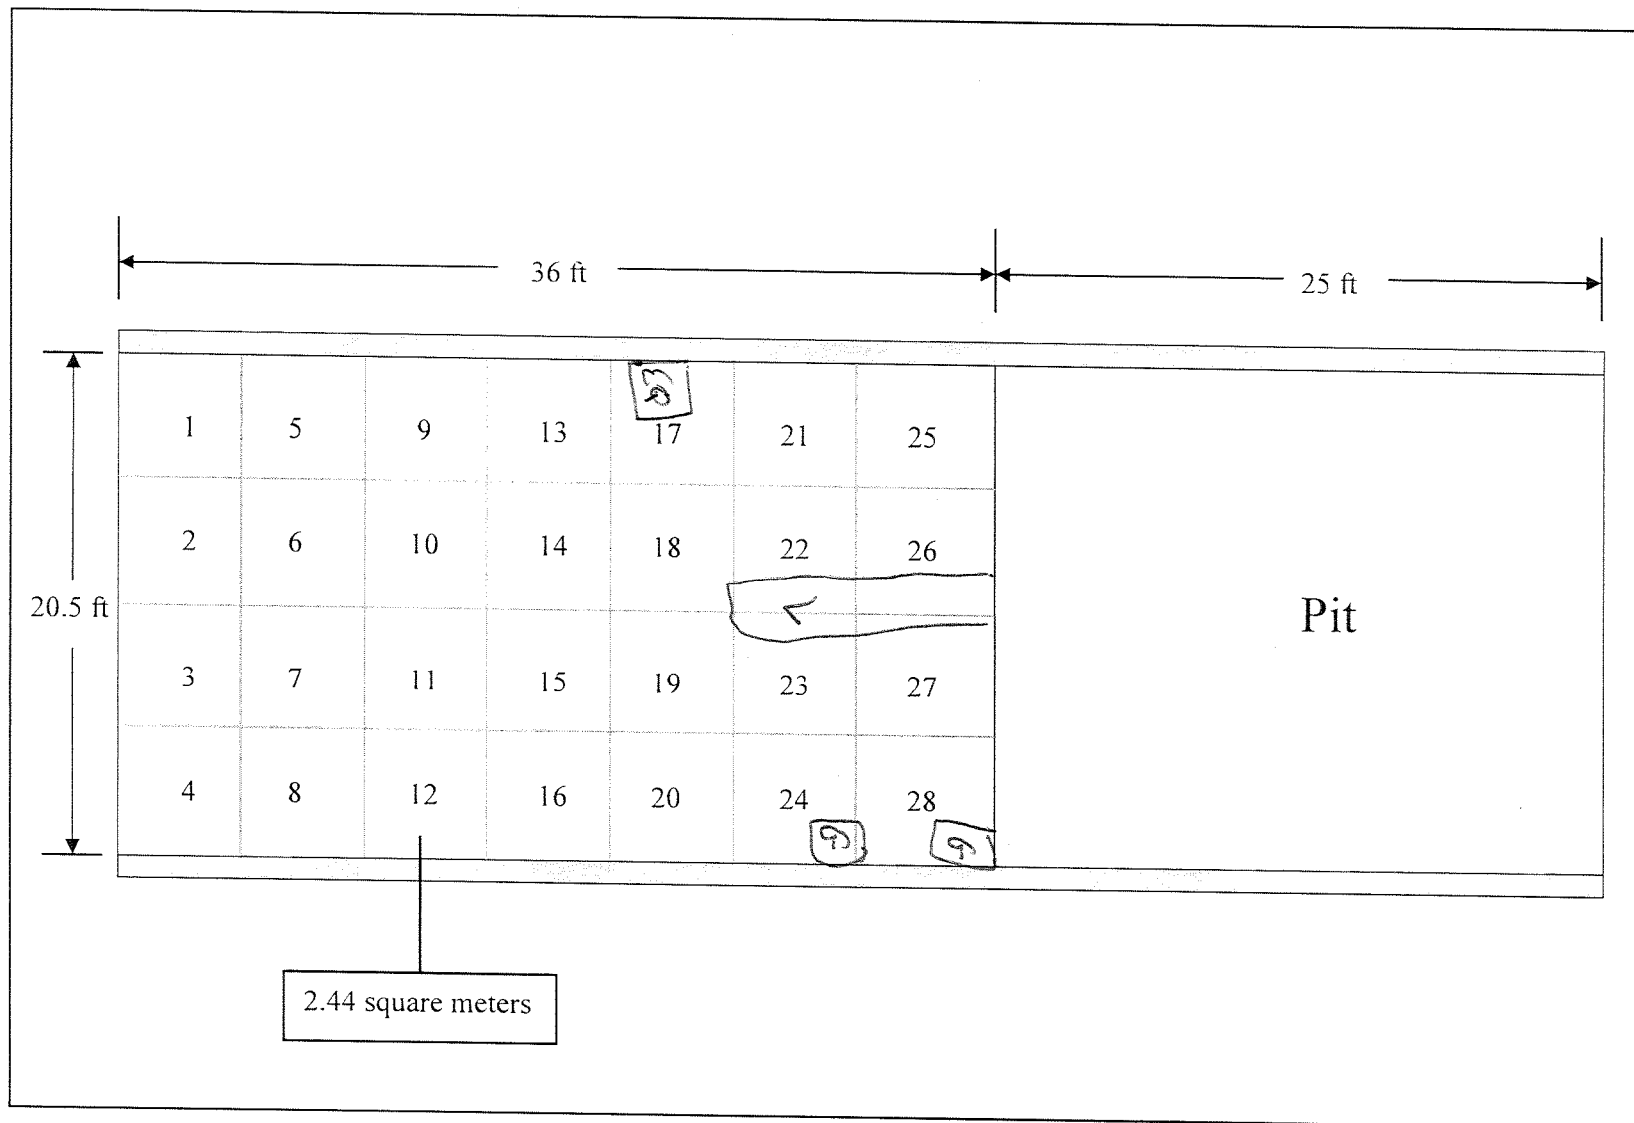 36 ft
25 ft
1 5 9 13 17 21 25
2 6 10 14 18 22 26
20.5 ft
Pit
3 7 11 15 19 23 27
4 8 12 16 20 24 28
2.44 square meters